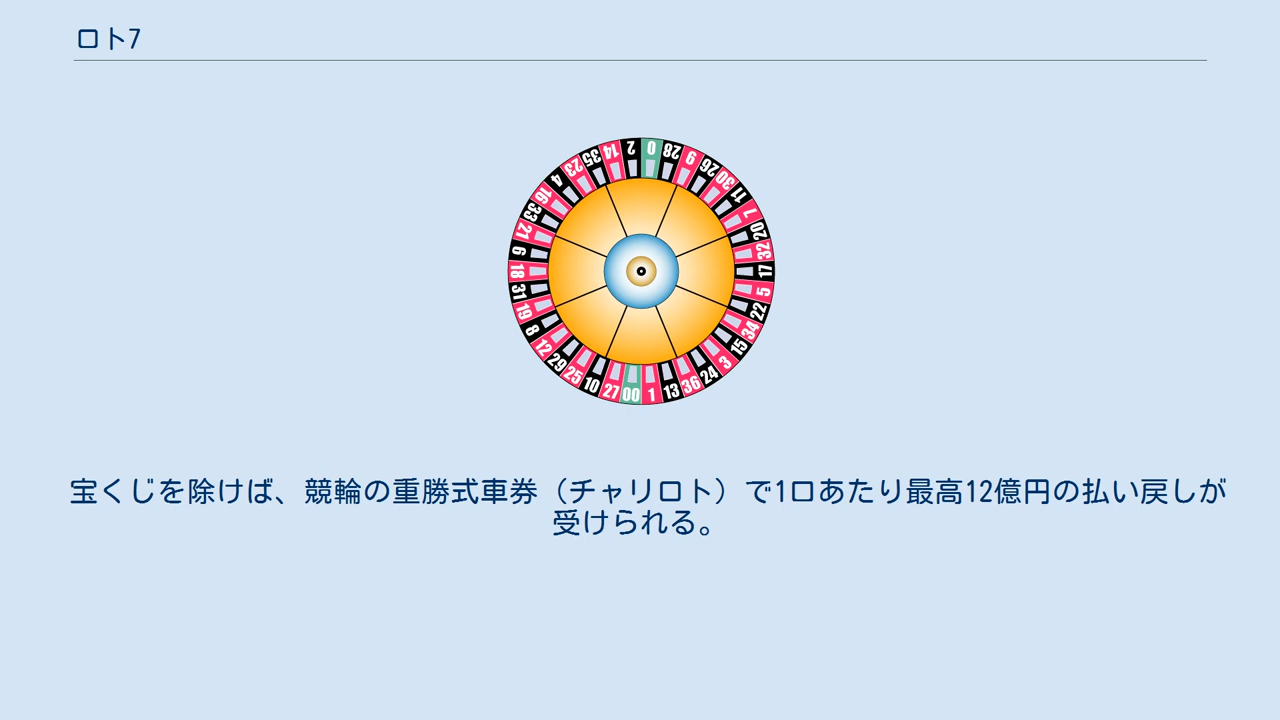 ロト7
2 0 28 9 26 30 11 7 20 32 17 5 22 34 15 3 24 36 13 1 00 27 10 25 29 12 8 19 31 18 6 21 33 16 4 23 35 14
宝くじを除けば、競輪の重勝式車券（チャリロト）で1口あたり最高12億円の払い戻しが
受けられる。